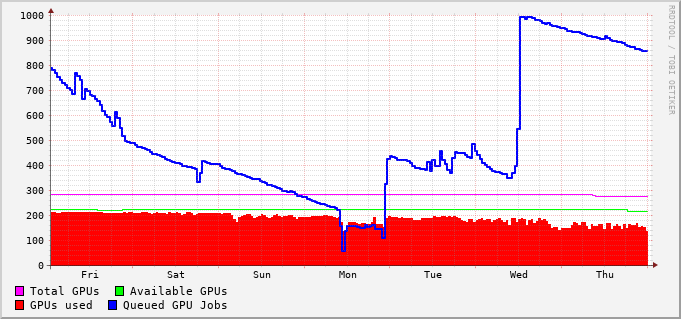 1000
900
800
700
600
500
400
300
200
100
0
Fri Sat Sun Mon Tue Wed Thu
Total GPUs Available GPUs
GPUs used Queued GPU Jobs
RRDTOOL / TOBI OETIKER